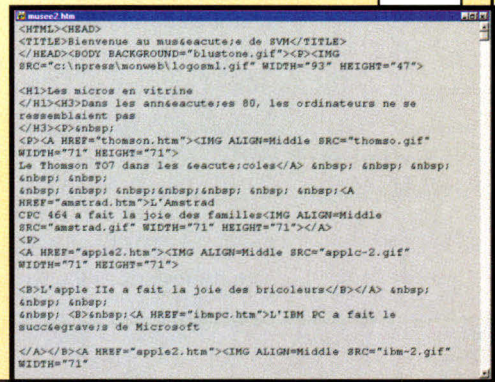 musee2.htm
<HTML><HEAD>
<TITLE>Bienvenue au mus&eacute;e de SVM</TITLE>
</HEAD><BODY BACKGROUND="blustone.gif"><P><IMG
SRC="c:\npress\monweb\logosml.gif" WIDTH="93" HEIGHT="47">
<H1>Les micros en vitrine
</H1><H3>Dans les ann&eacute;es 80, les ordinateurs ne se
ressemblaient pas
</H3><P>&nbsp;
<P><A HREF="thomson.htm"><IMG ALIGN=Middle SRC="thomso.gif"
WIDTH="71" HEIGHT="71">
Le Thomson TO7 dans les &eacute;coles</A> &nbsp; &nbsp; &nbsp;
&nbsp; &nbsp;
&nbsp; &nbsp; &nbsp;&nbsp;&nbsp; &nbsp; &nbsp;<A
HREF="amstrad.htm">L'Amstrad
CPC 464 a fait la joie des familles<IMG ALIGN=Middle
SRC="amstrad.gif" WIDTH="71" HEIGHT="71"></A>
<P>
<A HREF="apple2.htm"><IMG ALIGN=Middle SRC="applc-2.gif"
WIDTH="71" HEIGHT="71">
<B>L'apple IIe a fait la joie des bricoleurs</B></A> &nbsp;
&nbsp; &nbsp;
&nbsp; <B>&nbsp;<A HREF="ibmpc.htm">L'IBM PC a fait le
succ&egrave;s de Microsoft
</A></B><A HREF="apple2.htm"><IMG ALIGN=Middle SRC="ibm-2.gif"
WIDTH="71"